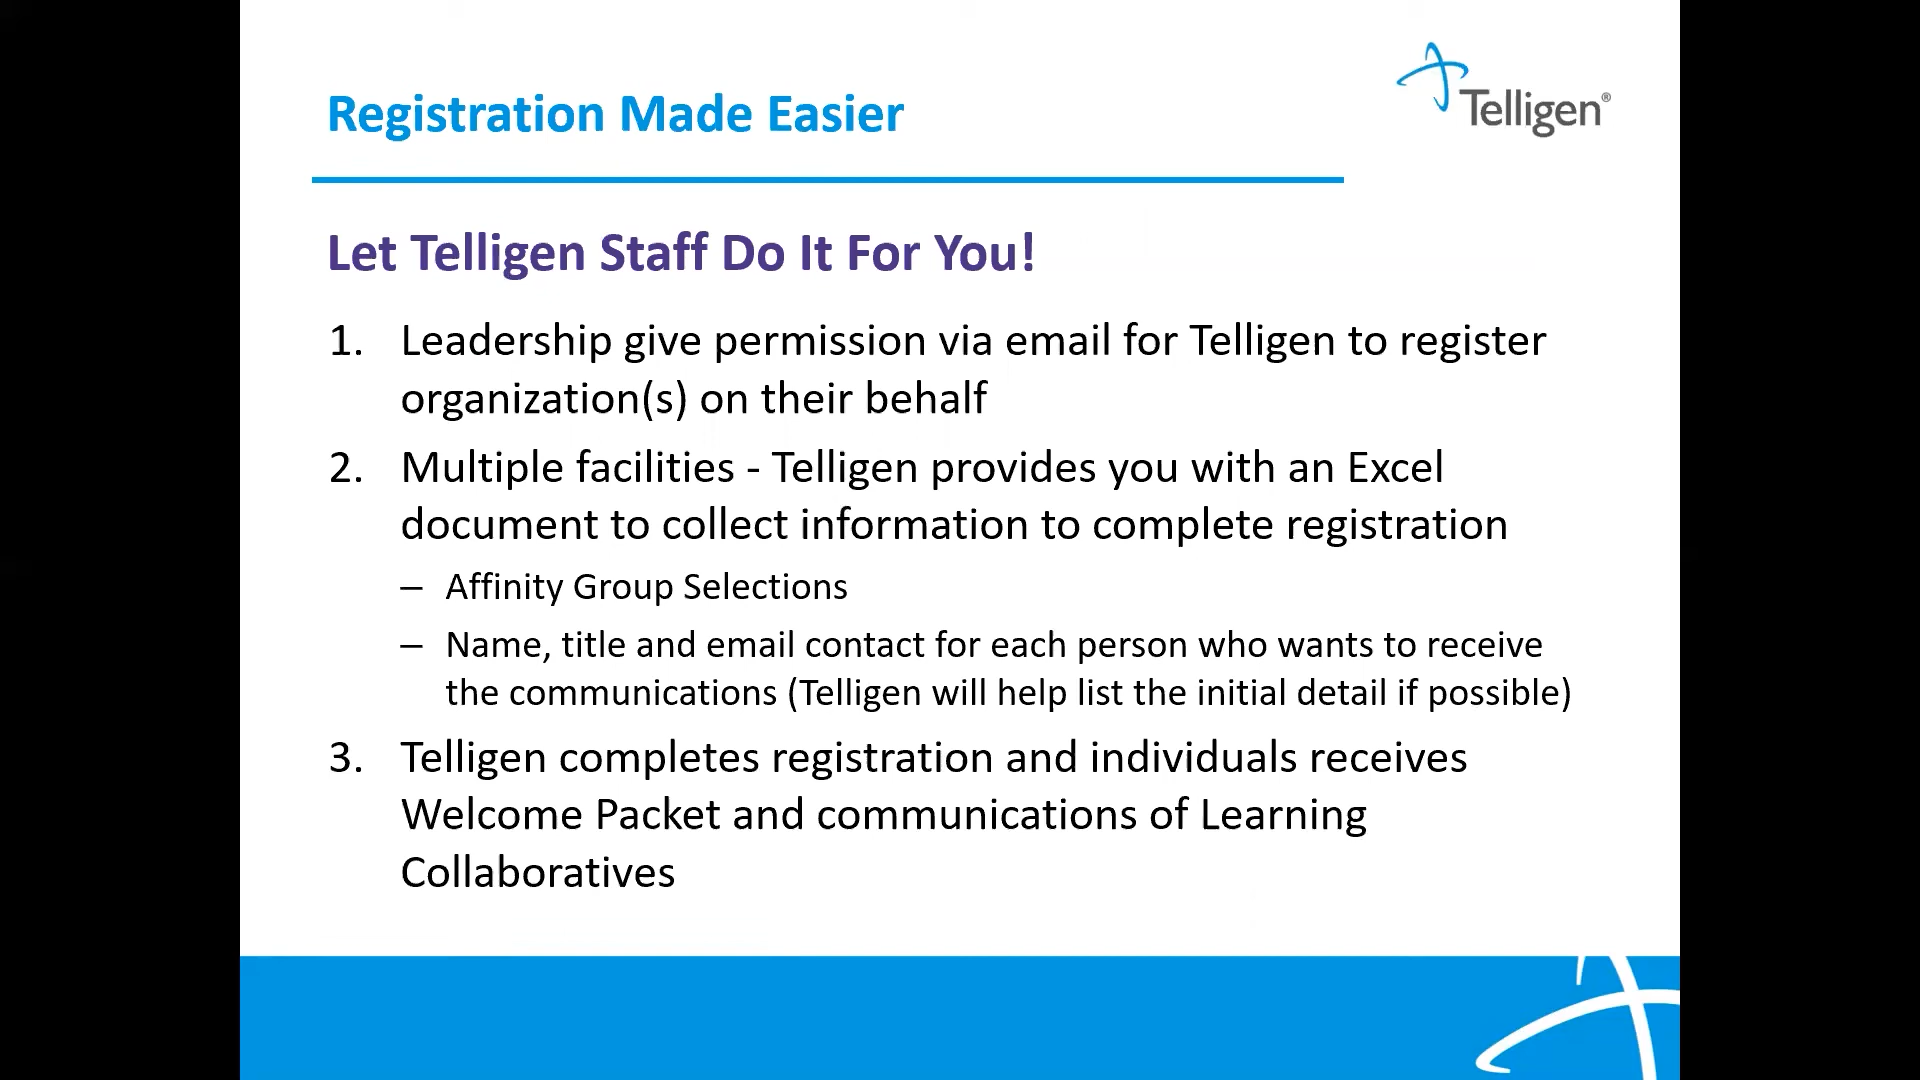 Registration Made Easier
Telligen®
Let Telligen Staff Do It For You!
1. Leadership give permission via email for Telligen to register
organization(s) on their behalf
2. Multiple facilities - Telligen provides you with an Excel
document to collect information to complete registration
– Affinity Group Selections
– Name, title and email contact for each person who wants to receive
the communications (Telligen will help list the initial detail if possible)
3. Telligen completes registration and individuals receives
Welcome Packet and communications of Learning
Collaboratives